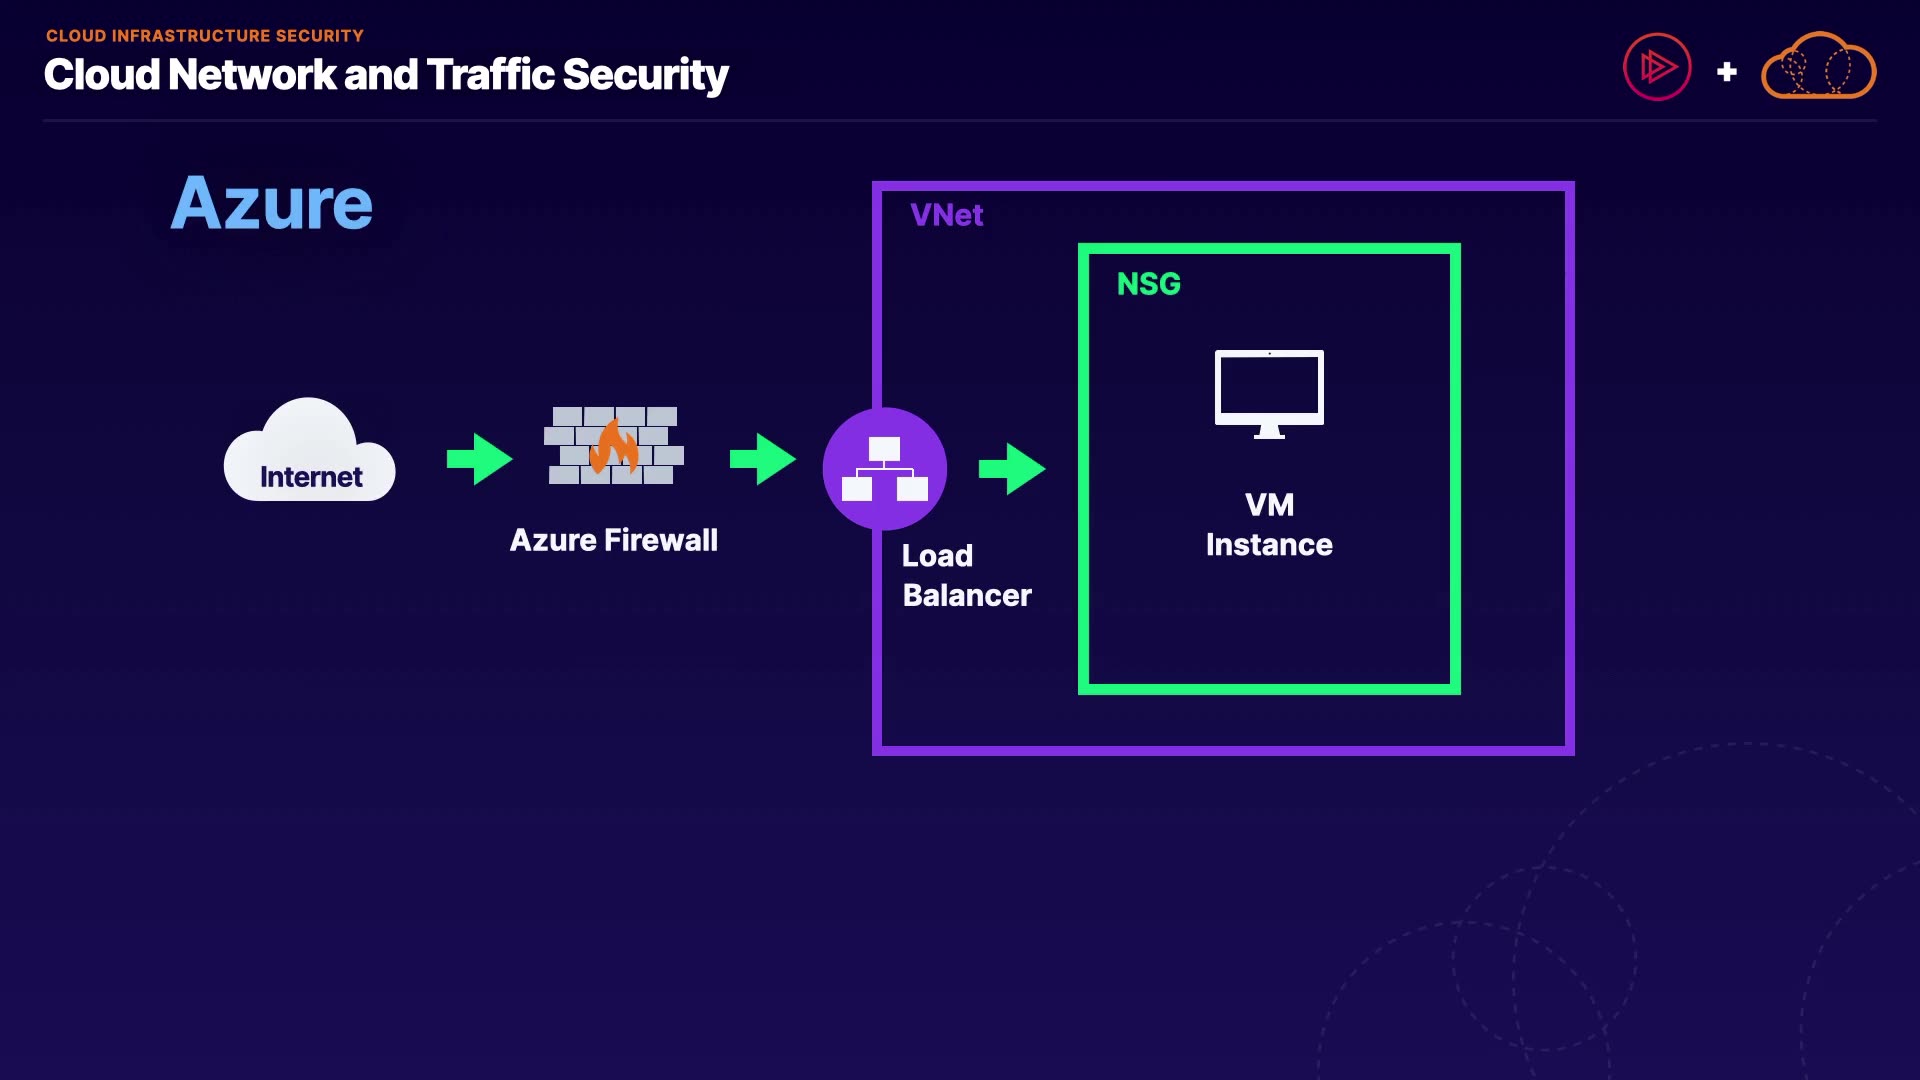 CLOUD INFRASTRUCTURE SECURITY
Cloud Network and Traffic Security
Azure
VNet
NSG
Internet
Azure Firewall
Load
Balancer
VM
Instance